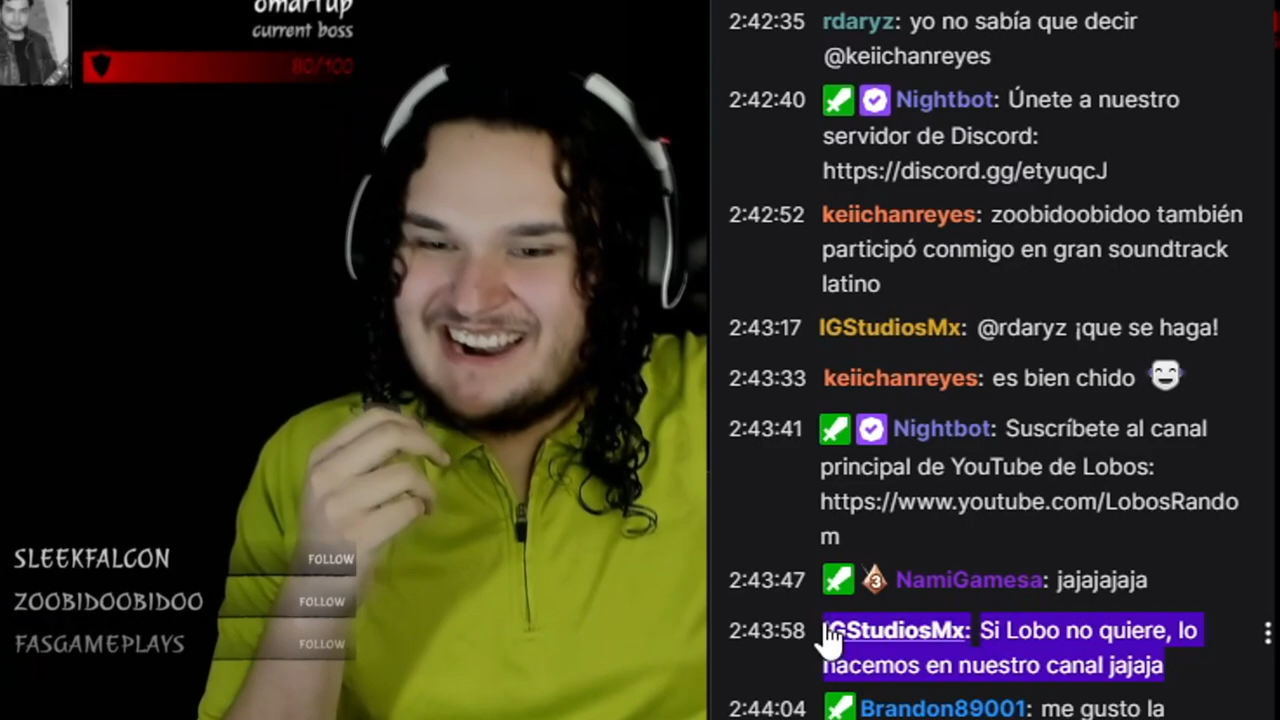 omarfup
current boss
80/100
SLEEKFALCON FOLLOW
ZOOBIDOOBIDOO FOLLOW
FASGAMEPLAYS FOLLOW
2:42:35 rdaryz: yo no sabía que decir
@keiichanreyes
2:42:40 Nightbot: Únete a nuestro
servidor de Discord:
https://discord.gg/etyuqcJ
2:42:52 keiichanreyes: zoobidoobidoo también
participó conmigo en gran soundtrack
latino
2:43:17 IGStudiosMx: @rdaryz ¡que se haga!
2:43:33 keiichanreyes: es bien chido
2:43:41 Nightbot: Suscríbete al canal
principal de YouTube de Lobos:
https://www.youtube.com/LobosRando
m
2:43:47 3 NamiGamesa: jajajajaja
2:43:58 IGStudiosMx: Si Lobo no quiere, lo
hacemos en nuestro canal jajaja
2:44:04 Brandon89001: me gusto la